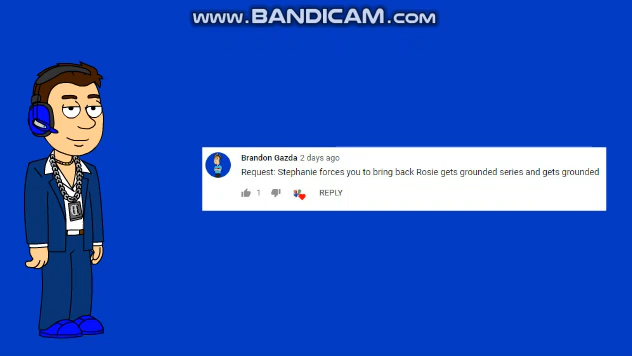 www.BANDICAM.com
Brandon Gazda 2 days ago
Request: Stephanie forces you to bring back Rosie gets grounded series and gets grounded
1 REPLY